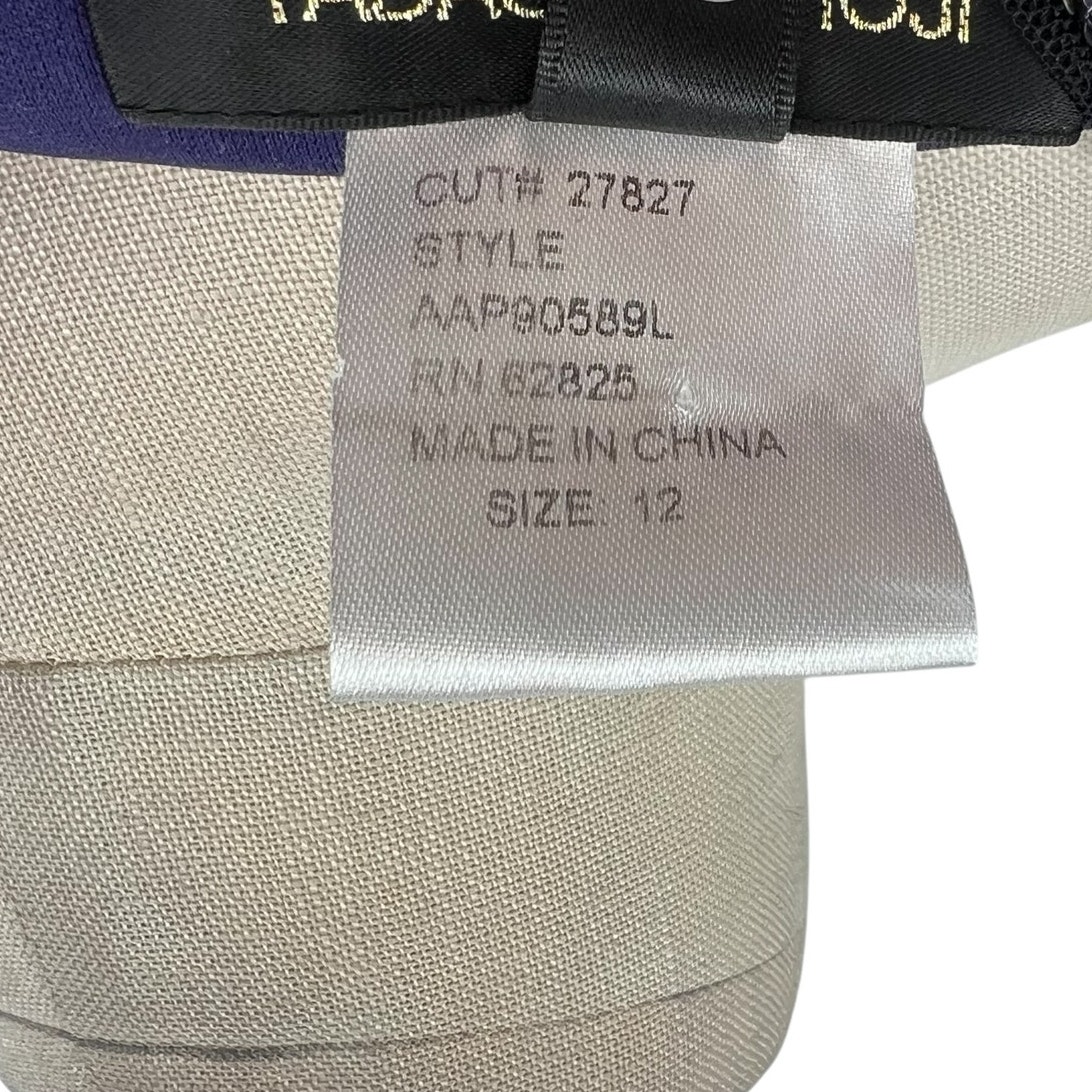 CUT# 27827
STYLE
AAP90589L
RN 62825
MADE IN CHINA
SIZE: 12